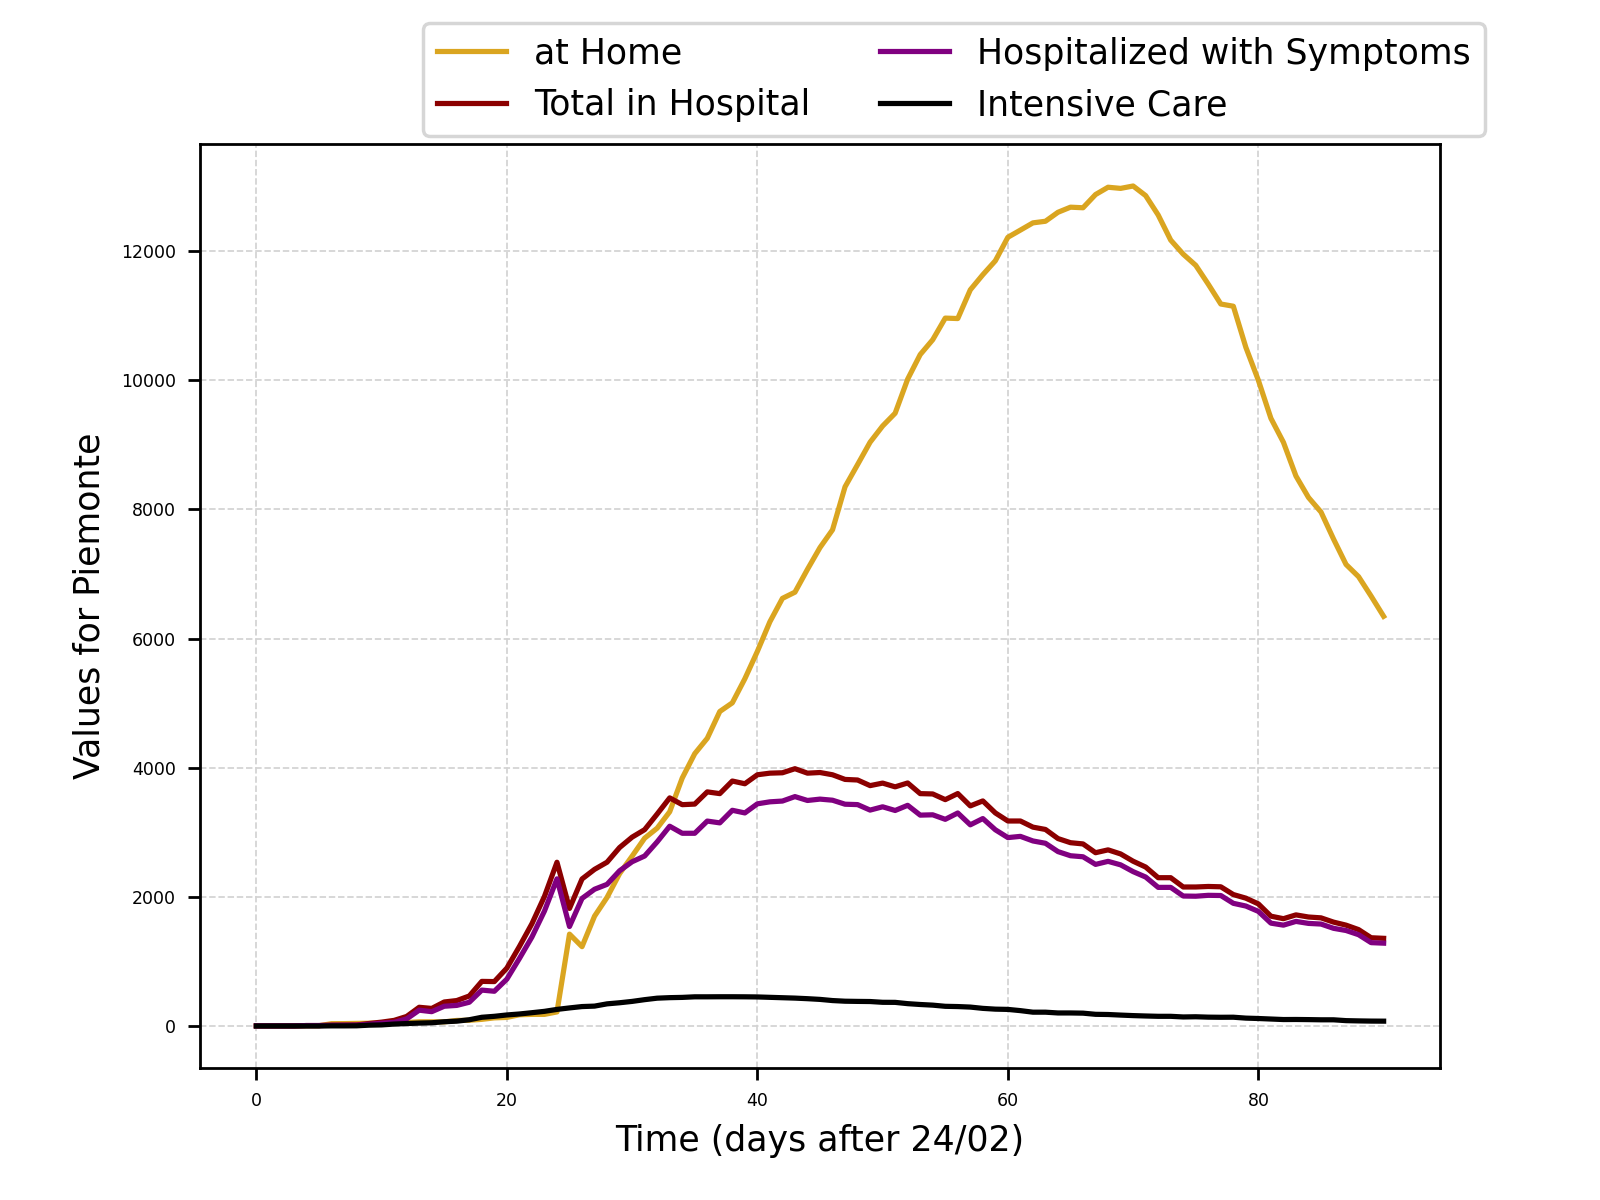 at Home
Total in Hospital
Hospitalized with Symptoms
Intensive Care
Values for Piemonte
12000
10000
8000
6000
4000
2000
0
0 20 40 60 80
Time (days after 24/02)